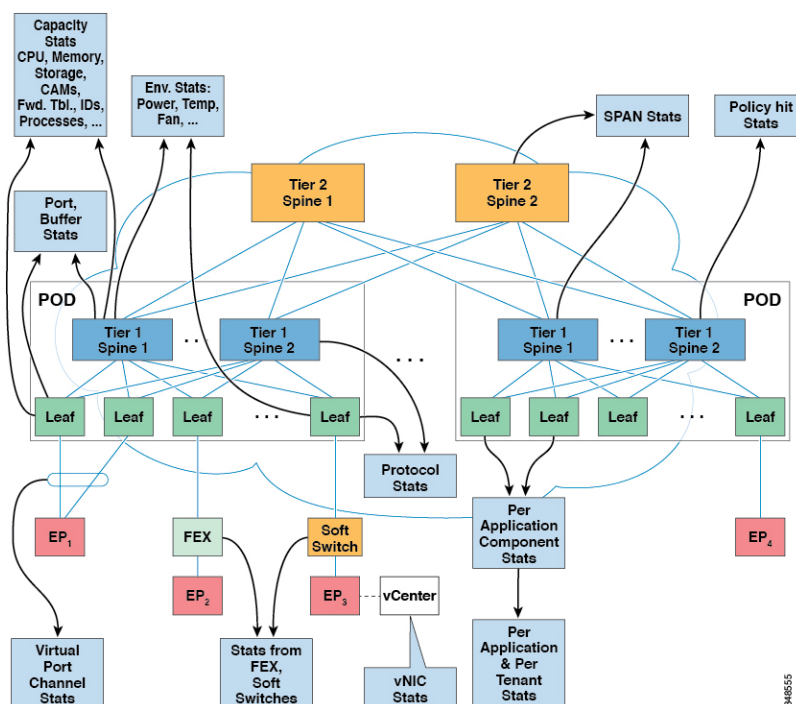 Capacity
Stats
CPU, Memory,
Storage,
CAMs,
Fwd. Tbl., IDs,
Processes, ...
Env. Stats:
Power, Temp,
Fan, ...
SPAN Stats
Policy hit
Stats
Tier 2
Spine 1
Tier 2
Spine 2
Port,
Buffer
Stats
POD
POD
Tier 1
Spine 1
...
Tier 1
Spine 2
...
Tier 1
Spine 1
...
Tier 1
Spine 2
Leaf
Leaf
Leaf
...
Leaf
Leaf
Leaf
Leaf
...
Leaf
Protocol
Stats
EP1
FEX
Soft
Switch
Per
Application
Component
Stats
EP4
EP2
EP3
vCenter
Virtual
Port
Channel
Stats
Stats from
FEX,
Soft
Switches
vNIC
Stats
Per
Application
& Per
Tenant
Stats
348555